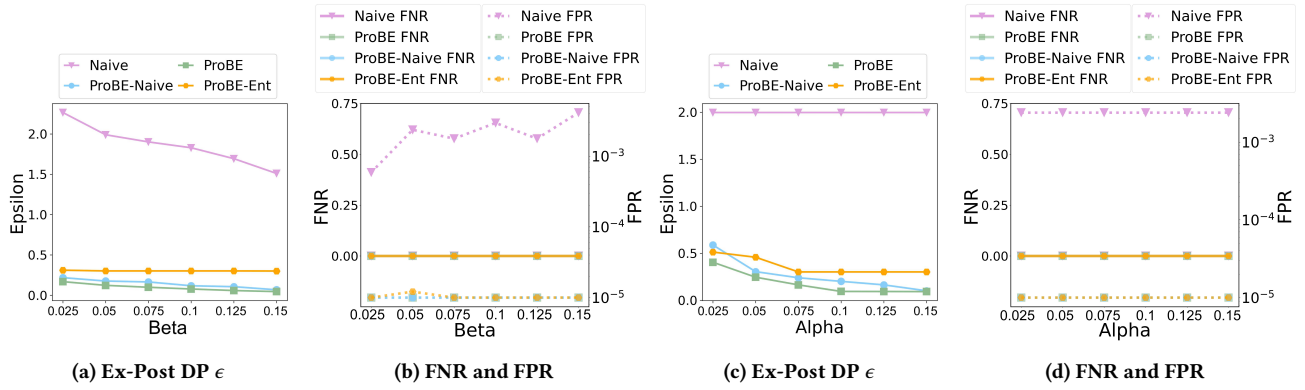 Naive
ProBE
ProBE-Naive
ProBE-Ent
2.0
1.5
1.0
0.5
0.0
Epsilon
0.025 0.05 0.075 0.1 0.125 0.15
Beta
(a) Ex-Post DP ϵ
Naive FNR
ProBE FNR
ProBE-Naive FNR
ProBE-Ent FNR
Naive FPR
ProBE FPR
ProBE-Naive FPR
ProBE-Ent FPR
0.75
0.50
0.25
0.00
FNR
10⁻³
10⁻⁴
10⁻⁵
FPR
0.025 0.05 0.075 0.1 0.125 0.15
Beta
(b) FNR and FPR
Naive
ProBE
ProBE-Naive
ProBE-Ent
2.0
1.5
1.0
0.5
0.0
Epsilon
0.025 0.05 0.075 0.1 0.125 0.15
Alpha
(c) Ex-Post DP ϵ
Naive FNR
ProBE FNR
ProBE-Naive FNR
ProBE-Ent FNR
Naive FPR
ProBE FPR
ProBE-Naive FPR
ProBE-Ent FPR
0.75
0.50
0.25
0.00
FNR
10⁻³
10⁻⁴
10⁻⁵
FPR
0.025 0.05 0.075 0.1 0.125 0.15
Alpha
(d) FNR and FPR